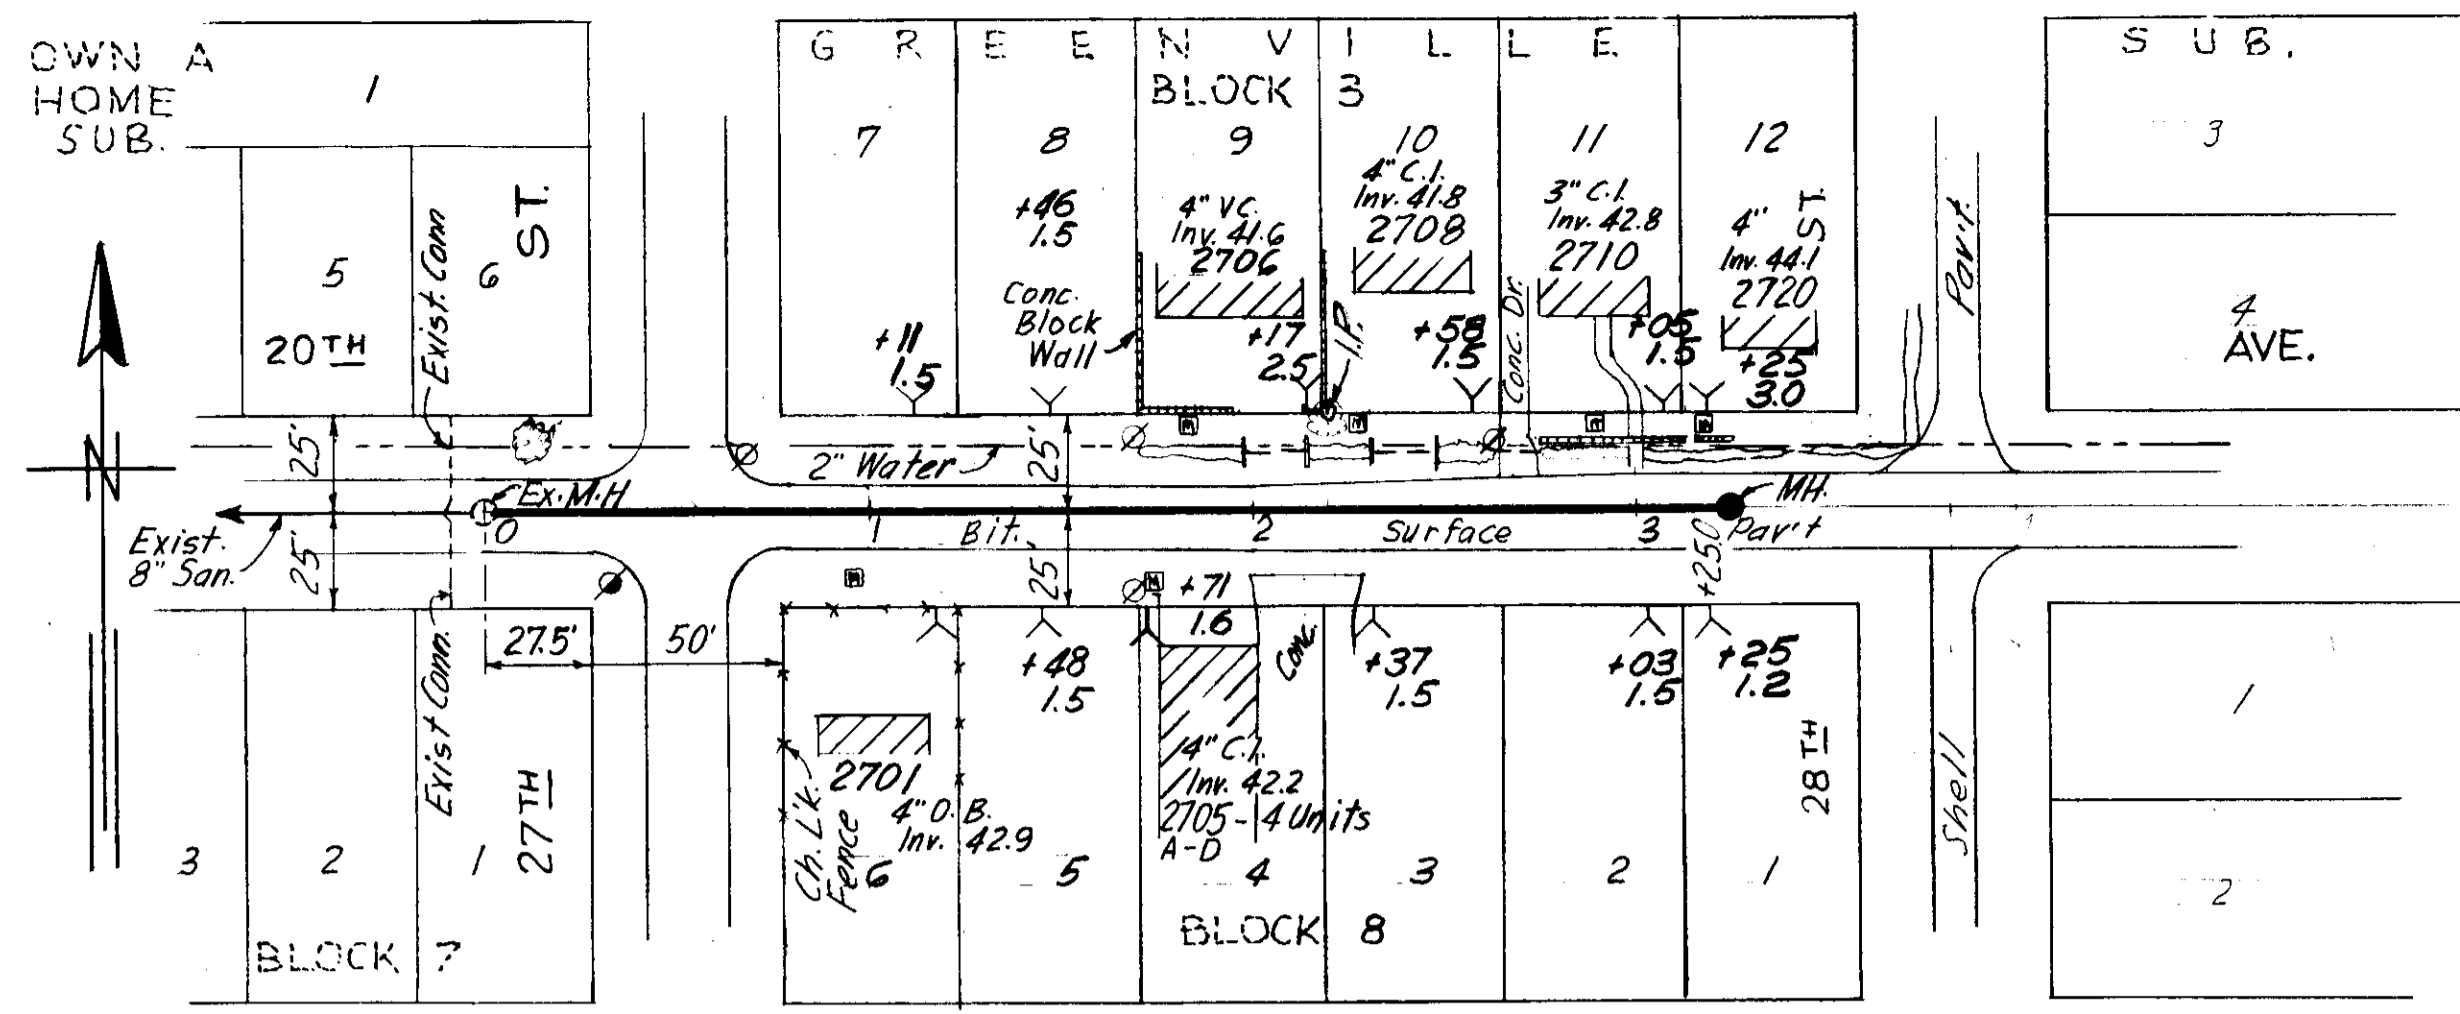 OWN A
HOME
SUB.
1
5
6
20TH
ST.
Exist. Conn
GREENVILLE
SUB.
BLOCK 3
7
8
9
10
11
12
3
4
AVE.
+46
1.5
4" V.C.
Inv. 41.6
2706
4" C.I.
Inv. 41.8
2708
3" C.I.
Inv. 42.8
2710
4"
Inv. 44.1
2720
ST.
Pav't.
Conc.
Block
Wall
+11
1.5
+17
2.5
I.P.
+58
1.5
Conc. Dr.
+05
1.5
+25
3.0
N
25'
25'
2" Water
25'
25'
Ex. M.H
MH.
0
1
Bit.
2
Surface
3
Pav't
Exist.
8" San.
+25.0
M
M
M
M
M
M
27.5'
50'
+71
1.6
Conc.
+48
1.5
+37
1.5
+03
1.5
+25
1.2
Exist Conn.
27TH
28TH
Shell
2701
4" O.B.
Inv. 42.9
Ch. L'k.
Fence
4" C.I.
Inv. 42.2
2705-4 Units
A-D
3
2
1
6
5
4
3
2
1
1
2
BLOCK 7
BLOCK 8